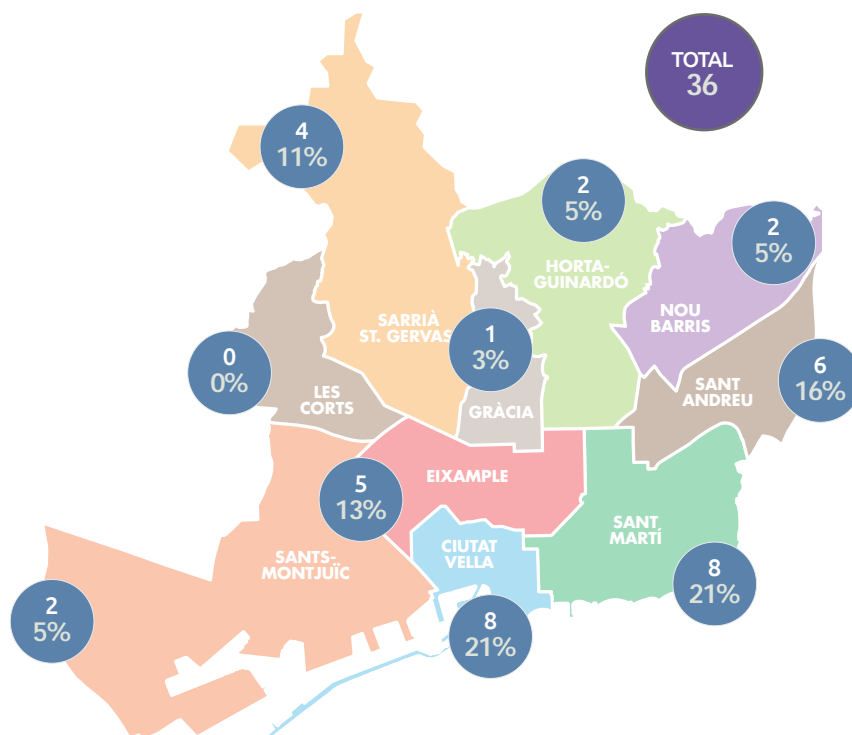 TOTAL
36
4
11%
2
5%
2
5%
HORTA-
GUINARDÓ
NOU
BARRIS
SARRIÀ
ST. GERVASI
1
3%
0
0%
6
16%
LES
CORTS
GRÀCIA
SANT
ANDREU
EIXAMPLE
5
13%
SANT
MARTÍ
CIUTAT
VELLA
SANTS-
MONTJUÏC
8
21%
2
5%
8
21%